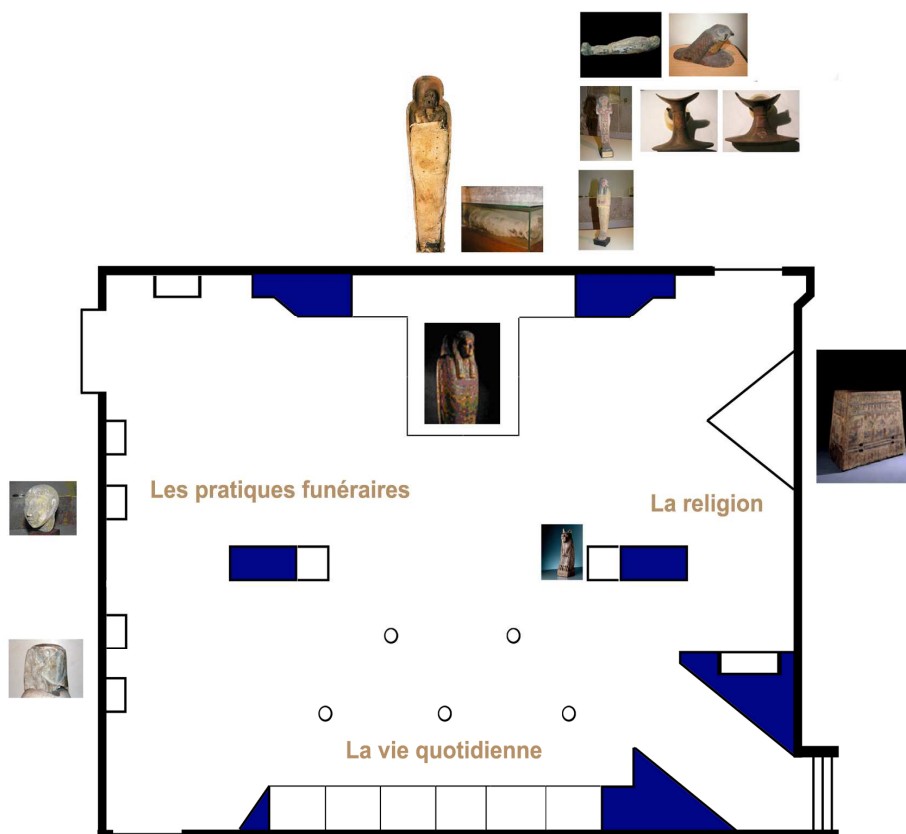 Les pratiques funéraires
La religion
La vie quotidienne